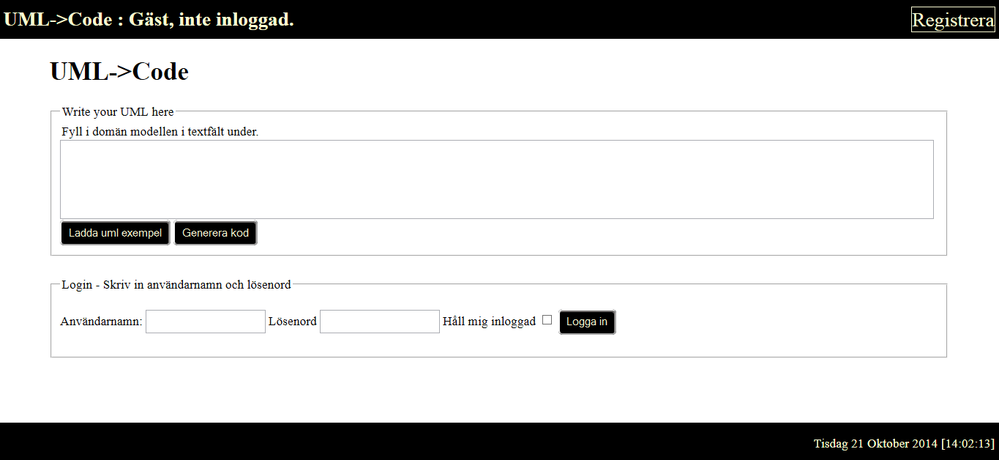 UML->Code : Gäst, inte inloggad.
Registrera
UML->Code
Write your UML here
Fyll i domän modellen i textfält under.
Ladda uml exempel Generera kod
Login - Skriv in användarnamn och lösenord
Användarnamn: Lösenord Håll mig inloggad Logga in
Tisdag 21 Oktober 2014 [14:02:13]